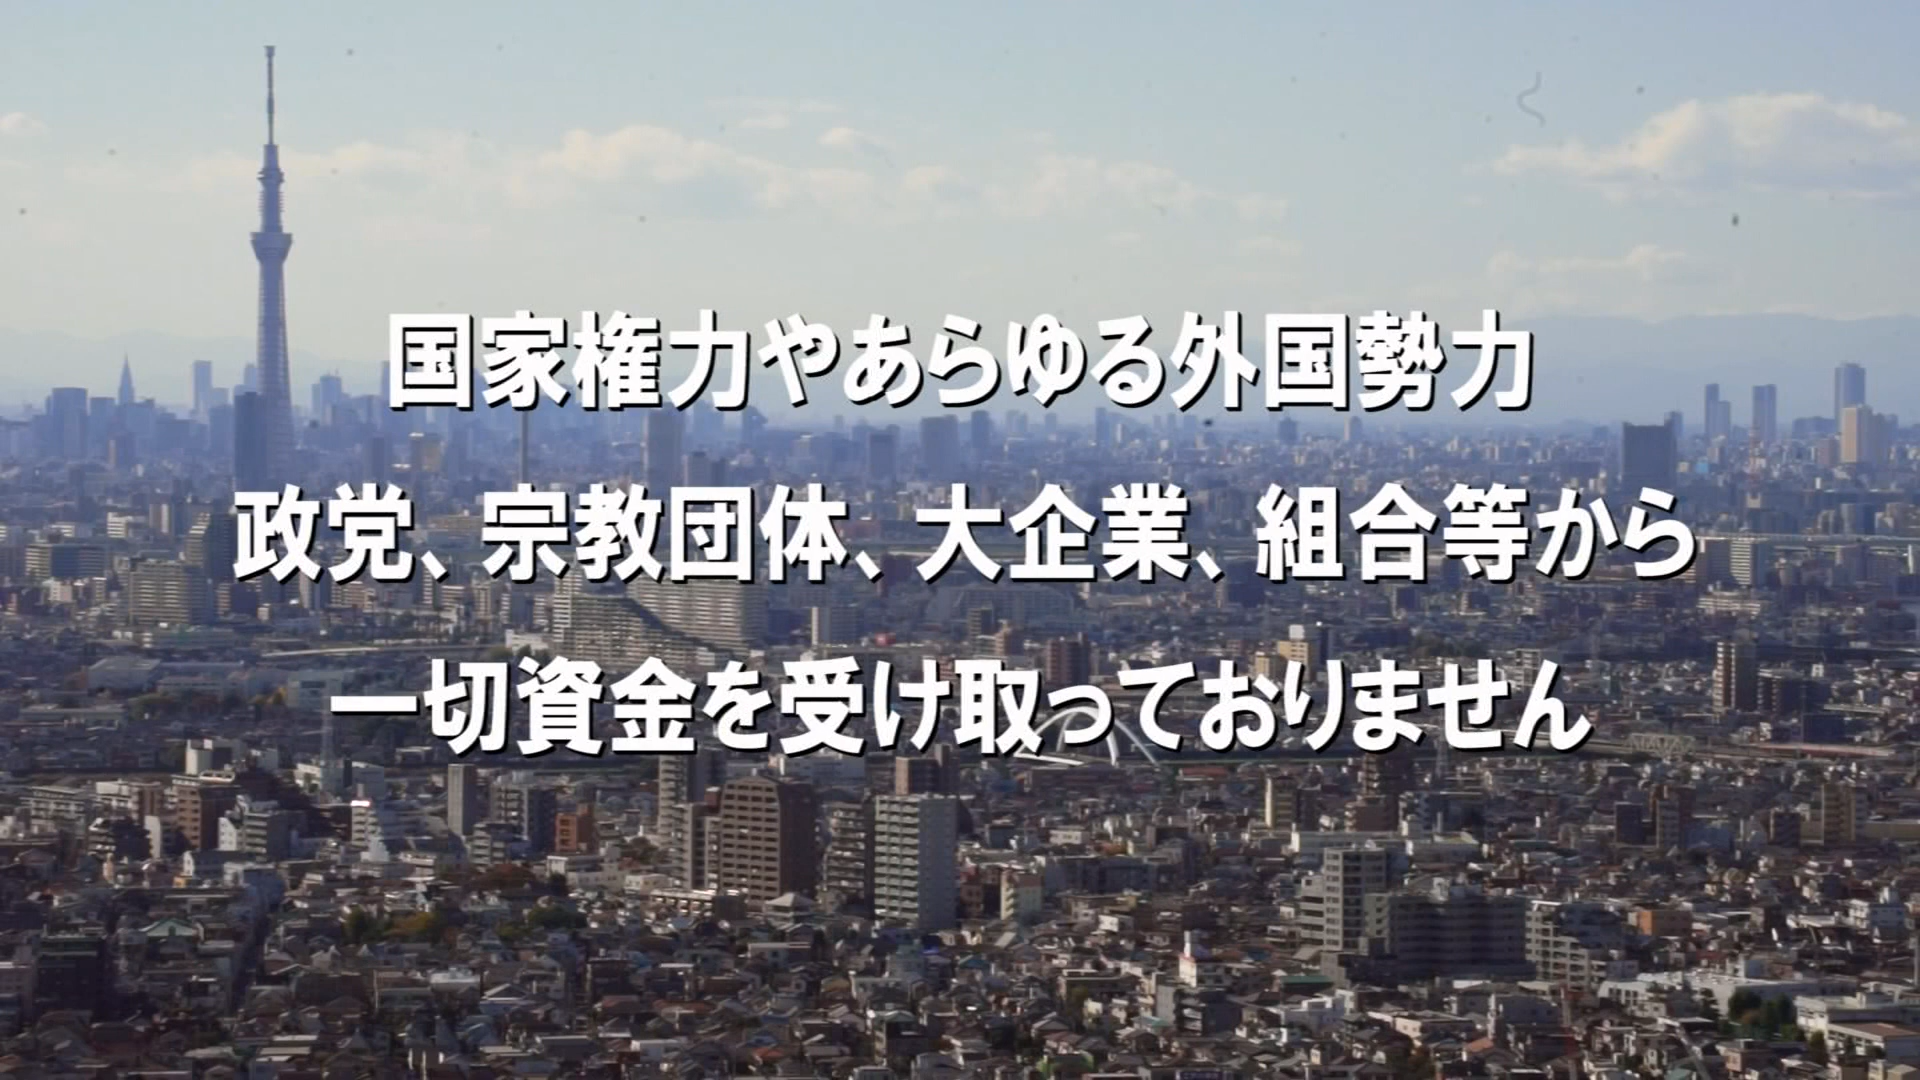 国家権力やあらゆる外国勢力
政党、宗教団体、大企業、組合等から
一切資金を受け取っておりません